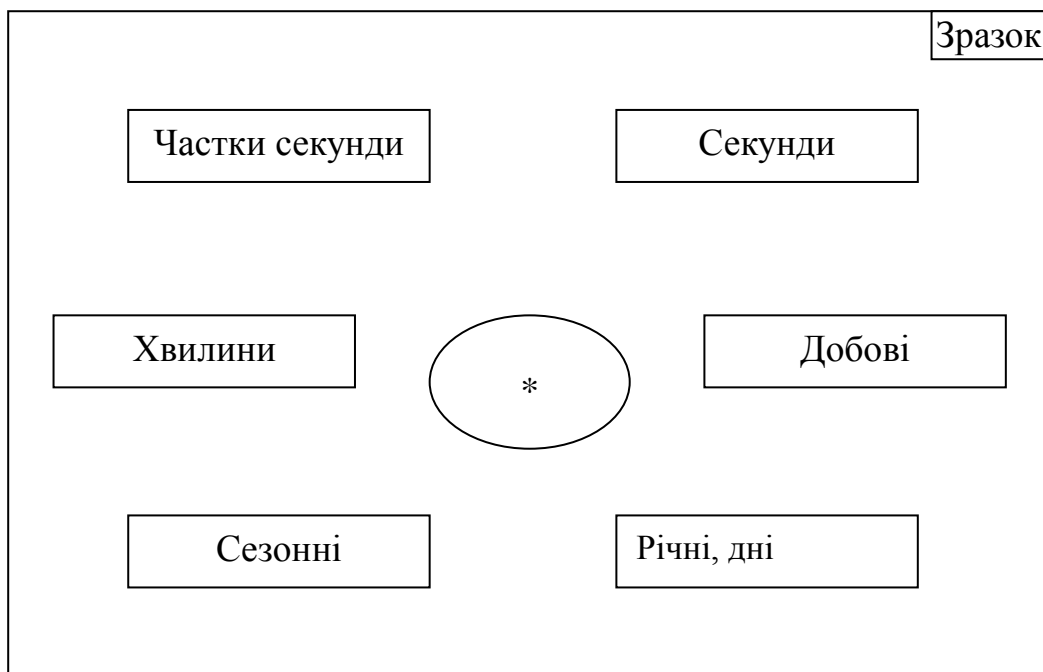 Зразок
Частки секунди
Секунди
Хвилини
*
Добові
Сезонні
Річні, дні